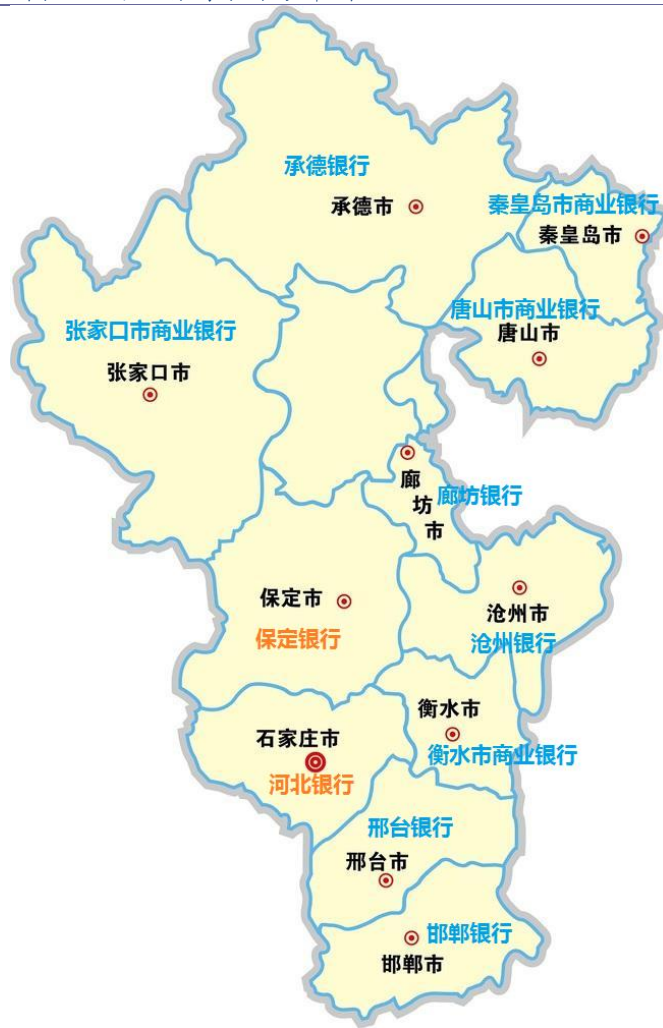 承德银行
承德市
秦皇岛市商业银行
秦皇岛市
唐山市商业银行
唐山市
张家口市商业银行
张家口市
廊坊市
廊坊银行
保定市
保定银行
沧州市
沧州银行
衡水市
衡水市商业银行
石家庄市
河北银行
邢台银行
邢台市
邯郸银行
邯郸市